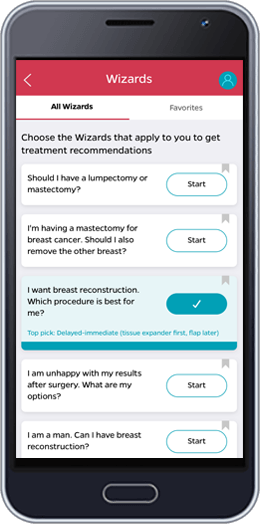 Wizards
All Wizards
Favorites
Choose the Wizards that apply to you to get
treatment recommendations
Should I have a lumpectomy or
mastectomy?
Start
I'm having a mastectomy for
breast cancer. Should I also
remove the other breast?
Start
I want breast reconstruction.
Which procedure is best for
me?
Top pick: Delayed-immediate (tissue expander first, flap later)
I am unhappy with my results
after surgery. What are my
options?
Start
I am a man. Can I have breast
reconstruction?
Start